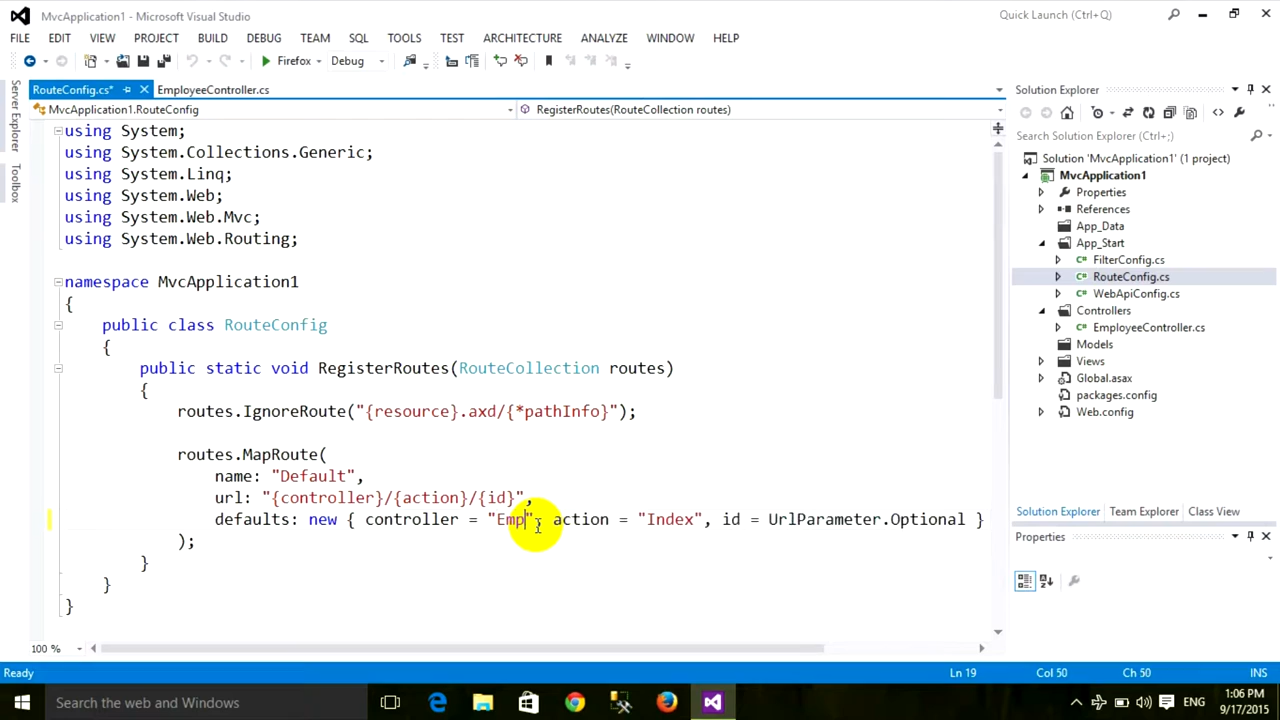 MvcApplication1 - Microsoft Visual Studio
Quick Launch (Ctrl+Q)
FILE EDIT VIEW PROJECT BUILD DEBUG TEAM SQL TOOLS TEST ARCHITECTURE ANALYZE WINDOW HELP
Firefox Debug
Server Explorer
Toolbox
RouteConfig.cs* EmployeeController.cs
MvcApplication1.RouteConfig RegisterRoutes(RouteCollection routes)
using System;
using System.Collections.Generic;
using System.Linq;
using System.Web;
using System.Web.Mvc;
using System.Web.Routing;
namespace MvcApplication1
{
public class RouteConfig
{
public static void RegisterRoutes(RouteCollection routes)
{
routes.IgnoreRoute("{resource}.axd/{*pathInfo}");
routes.MapRoute(
name: "Default",
url: "{controller}/{action}/{id}",
defaults: new { controller = "Emp", action = "Index", id = UrlParameter.Optional }
);
}
}
}
100 %
Solution Explorer
Search Solution Explorer (Ctrl+;)
Solution 'MvcApplication1' (1 project)
MvcApplication1
Properties
References
App_Data
App_Start
FilterConfig.cs
RouteConfig.cs
WebApiConfig.cs
Controllers
EmployeeController.cs
Models
Views
Global.asax
packages.config
Web.config
Solution Explorer Team Explorer Class View
Properties
Ready Ln 19 Col 50 Ch 50 INS
Search the web and Windows
ENG
1:06 PM
9/17/2015